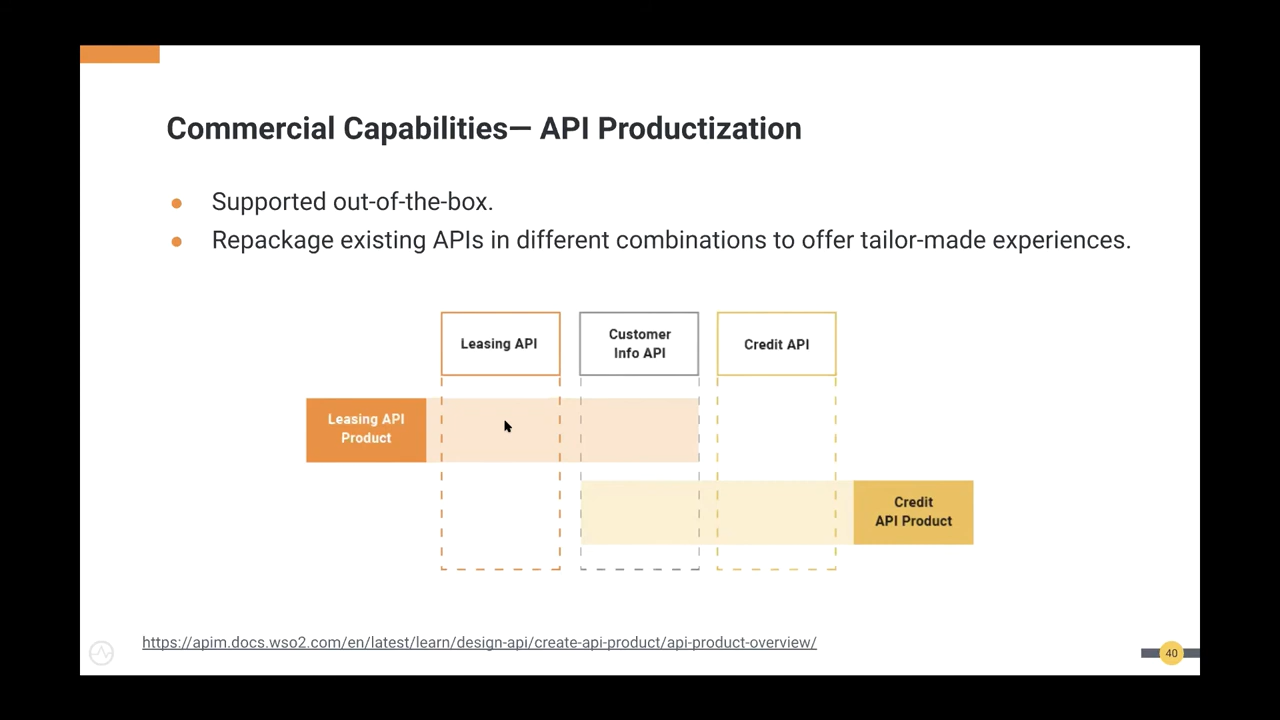 Commercial Capabilities— API Productization
● Supported out-of-the-box.
● Repackage existing APIs in different combinations to offer tailor-made experiences.
Leasing API
Customer
Info API
Credit API
Leasing API
Product
Credit
API Product
https://apim.docs.wso2.com/en/latest/learn/design-api/create-api-product/api-product-overview/
40